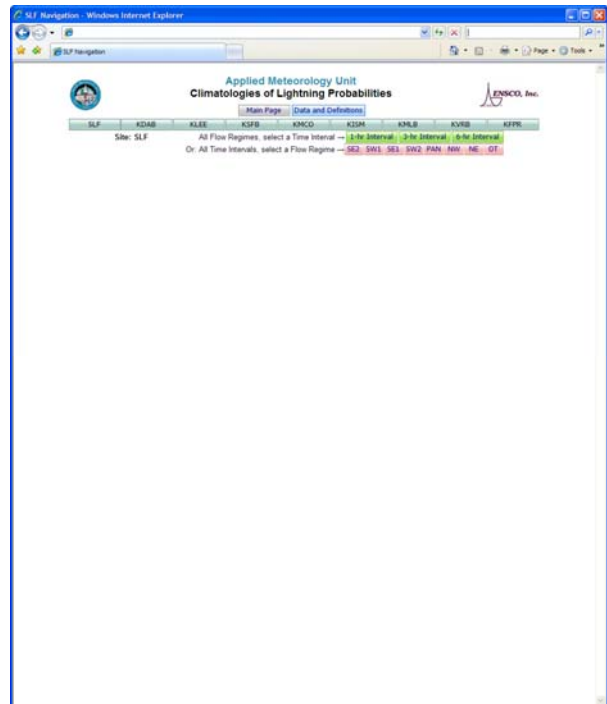 SLF Navigation - Windows Internet Explorer
SLF Navigation
Page Tools
Applied Meteorology Unit
Climatologies of Lightning Probabilities
Main Page Data and Definitions
ENSCO, Inc.
SLF KDAB KLEE KSFB KMCO KISM KMLB KVRB KFPR
Site: SLF All Flow Regimes, select a Time Interval → 1-hr Interval 3-hr Interval 6-hr Interval
Or: All Time Intervals, select a Flow Regime → SE2 SW1 SE1 SW2 PAN NW NE OT